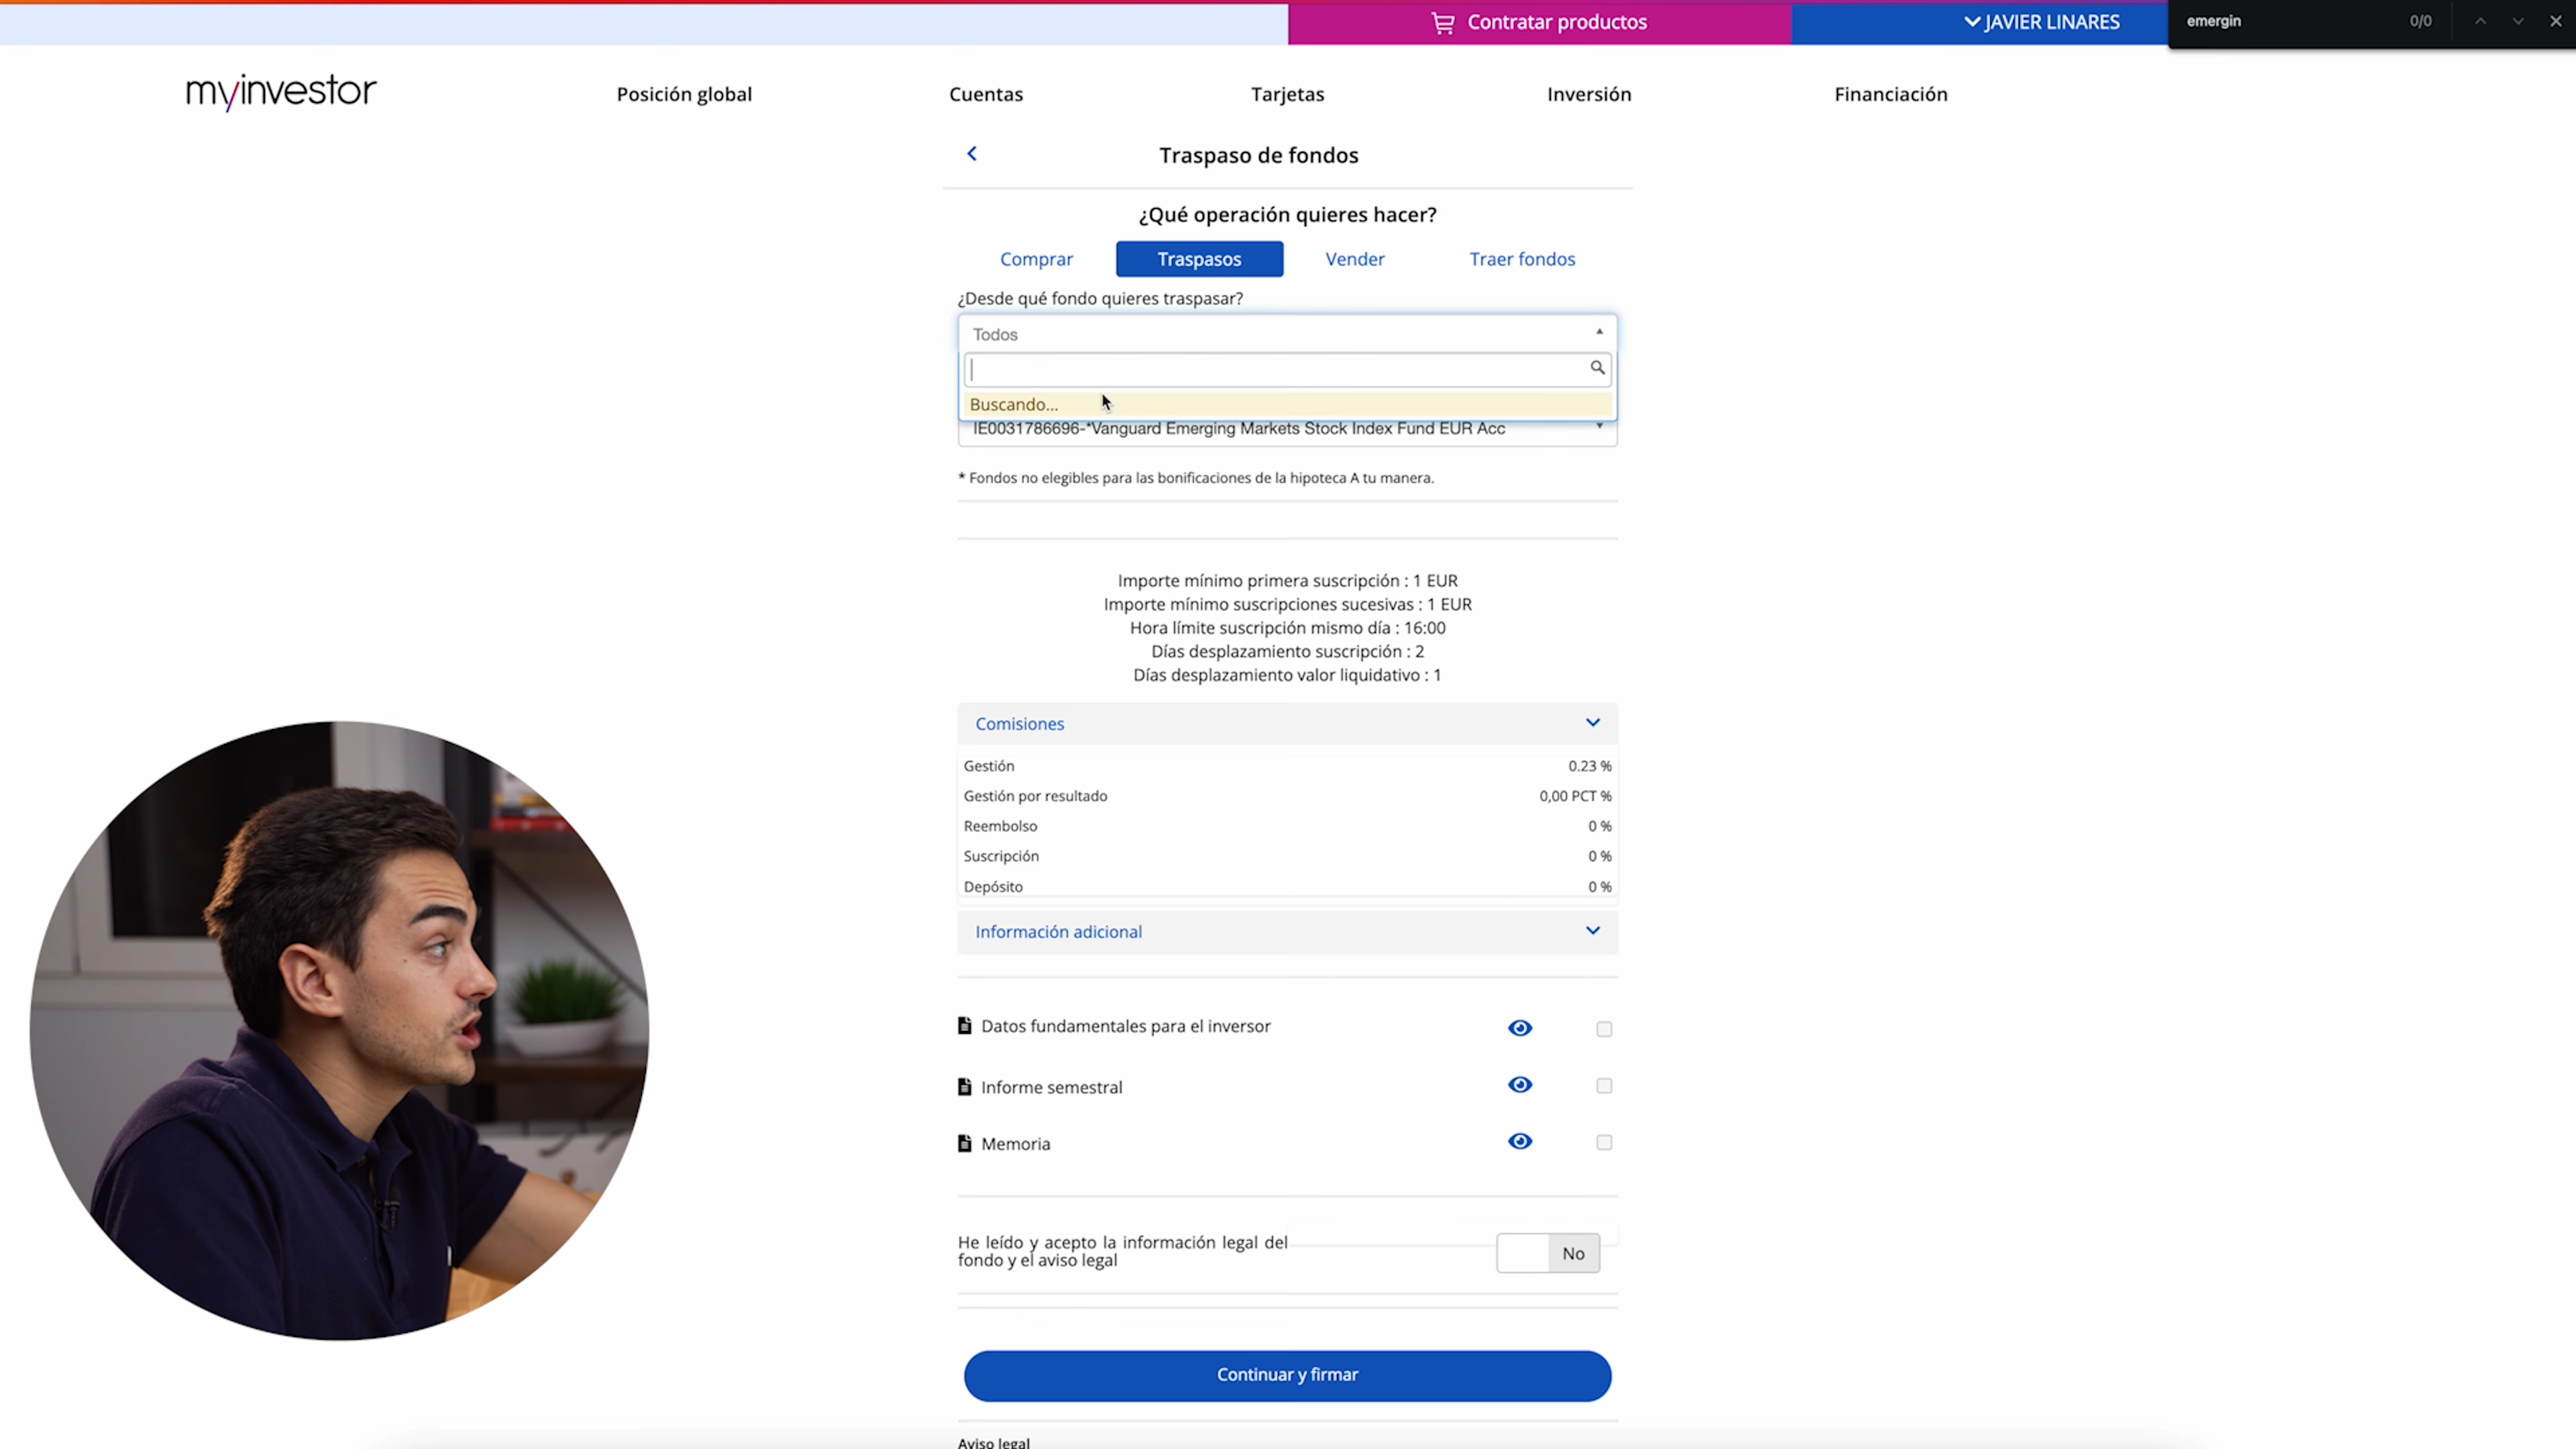 Contratar productos
JAVIER LINARES
emergin
0/0
myinvestor
Posición global
Cuentas
Tarjetas
Inversión
Financiación
Traspaso de fondos
¿Qué operación quieres hacer?
Comprar
Traspasos
Vender
Traer fondos
¿Desde qué fondo quieres traspasar?
Todos
Buscando...
IE0031786696-*Vanguard Emerging Markets Stock Index Fund EUR Acc
* Fondos no elegibles para las bonificaciones de la hipoteca A tu manera.
Importe mínimo primera suscripción : 1 EUR
Importe mínimo suscripciones sucesivas : 1 EUR
Hora límite suscripción mismo día : 16:00
Días desplazamiento suscripción : 2
Días desplazamiento valor liquidativo : 1
Comisiones
Gestión 0.23 %
Gestión por resultado 0,00 PCT %
Reembolso 0 %
Suscripción 0 %
Depósito 0 %
Información adicional
Datos fundamentales para el inversor
Informe semestral
Memoria
He leído y acepto la información legal del
fondo y el aviso legal
No
Continuar y firmar
Aviso legal